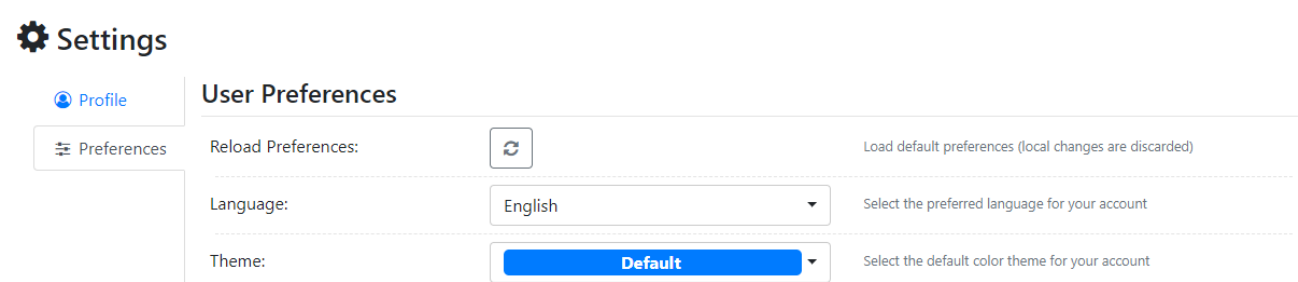 Settings
Profile
Preferences
User Preferences
Reload Preferences:
Load default preferences (local changes are discarded)
Language:
English
Select the preferred language for your account
Theme:
Default
Select the default color theme for your account